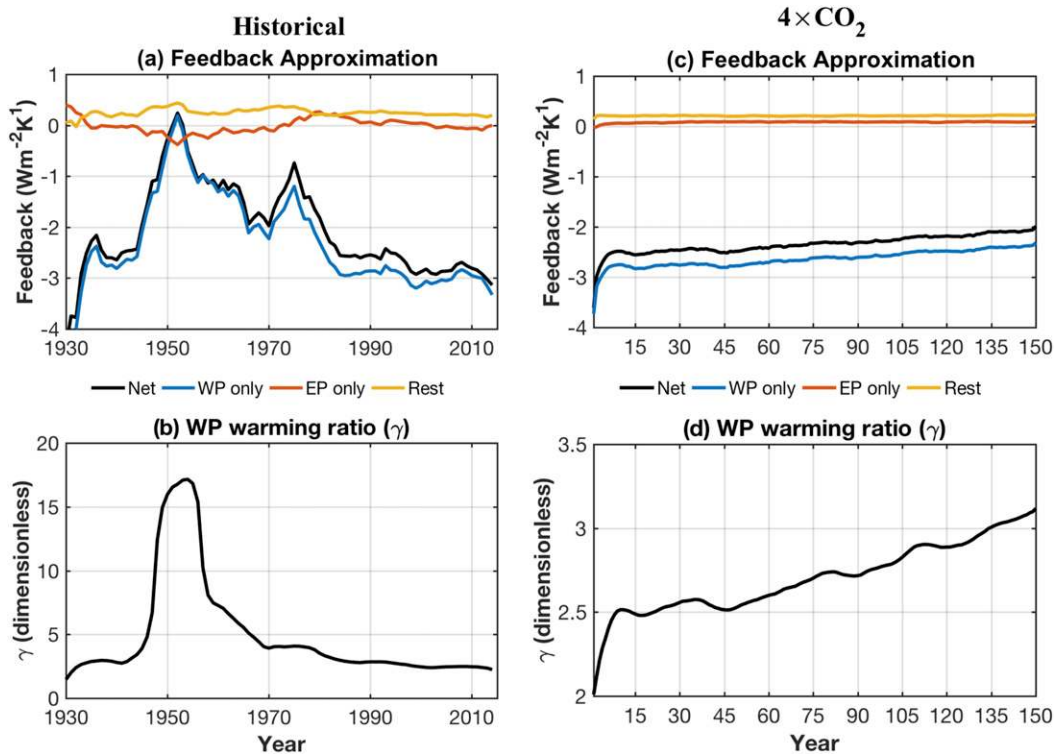 Historical
(a) Feedback Approximation
Feedback (Wm⁻²K¹)
1
0
-1
-2
-3
-4
1930 1950 1970 1990 2010
Net WP only EP only Rest
(b) WP warming ratio (γ)
γ (dimensionless)
20
15
10
5
0
1930 1950 1970 1990 2010
Year
4×CO₂
(c) Feedback Approximation
Feedback (Wm⁻²K¹)
1
0
-1
-2
-3
-4
15 30 45 60 75 90 105 120 135 150
Net WP only EP only Rest
(d) WP warming ratio (γ)
γ (dimensionless)
3.5
3
2.5
2
15 30 45 60 75 90 105 120 135 150
Year